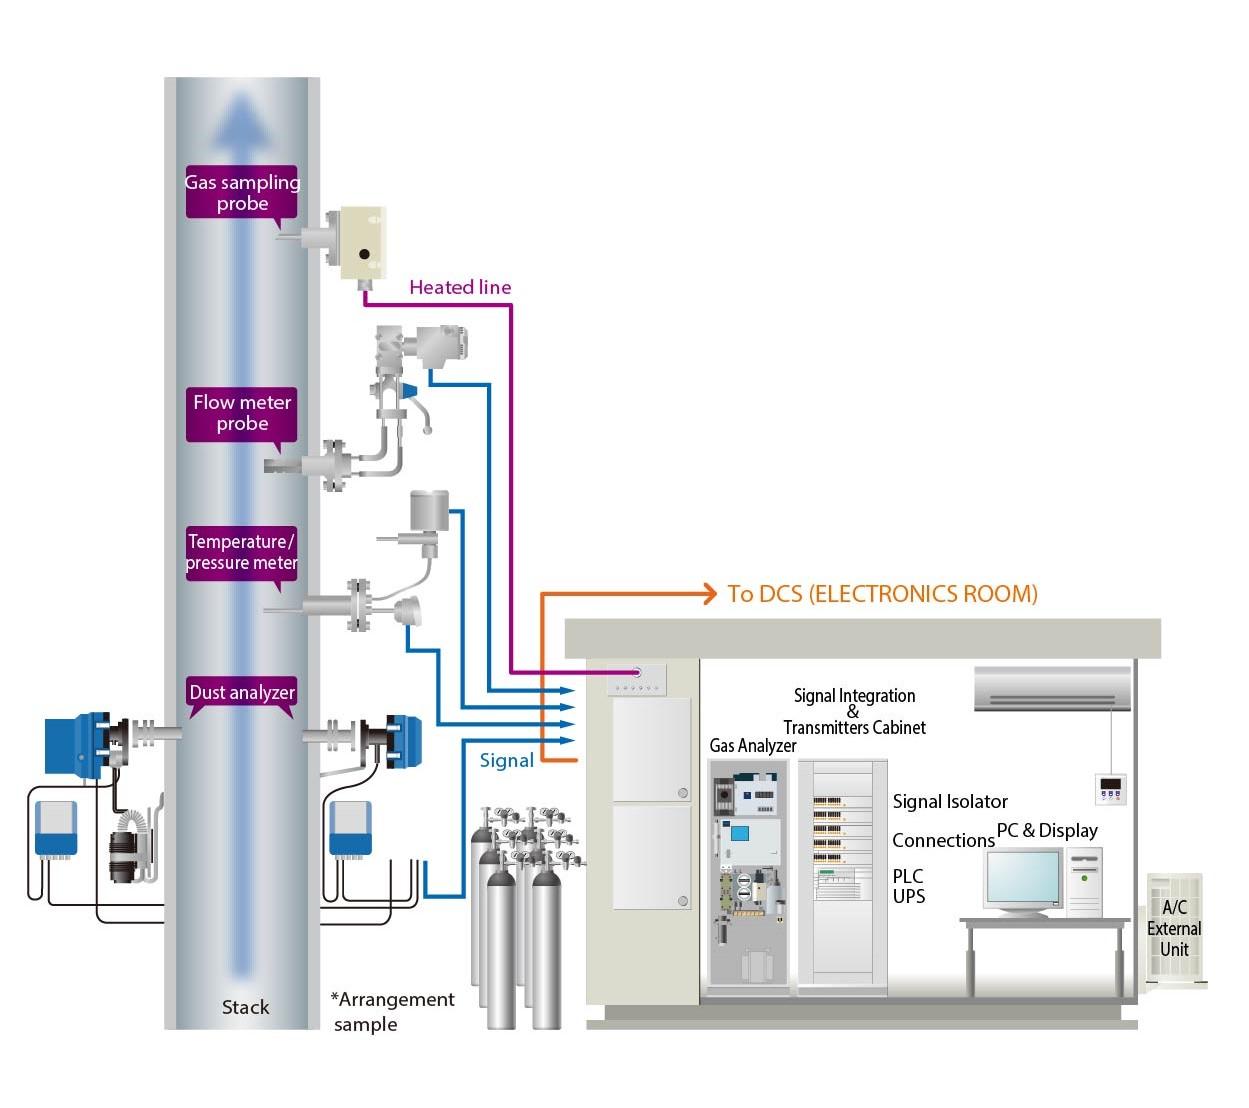 Gas sampling
probe
Heated line
Flow meter
probe
Temperature/
pressure meter
To DCS (ELECTRONICS ROOM)
Dust analyzer
Signal
Signal Integration
&
Transmitters Cabinet
Gas Analyzer
Signal Isolator
Connections
PC & Display
PLC
UPS
A/C
External
Unit
Stack
*Arrangement
sample